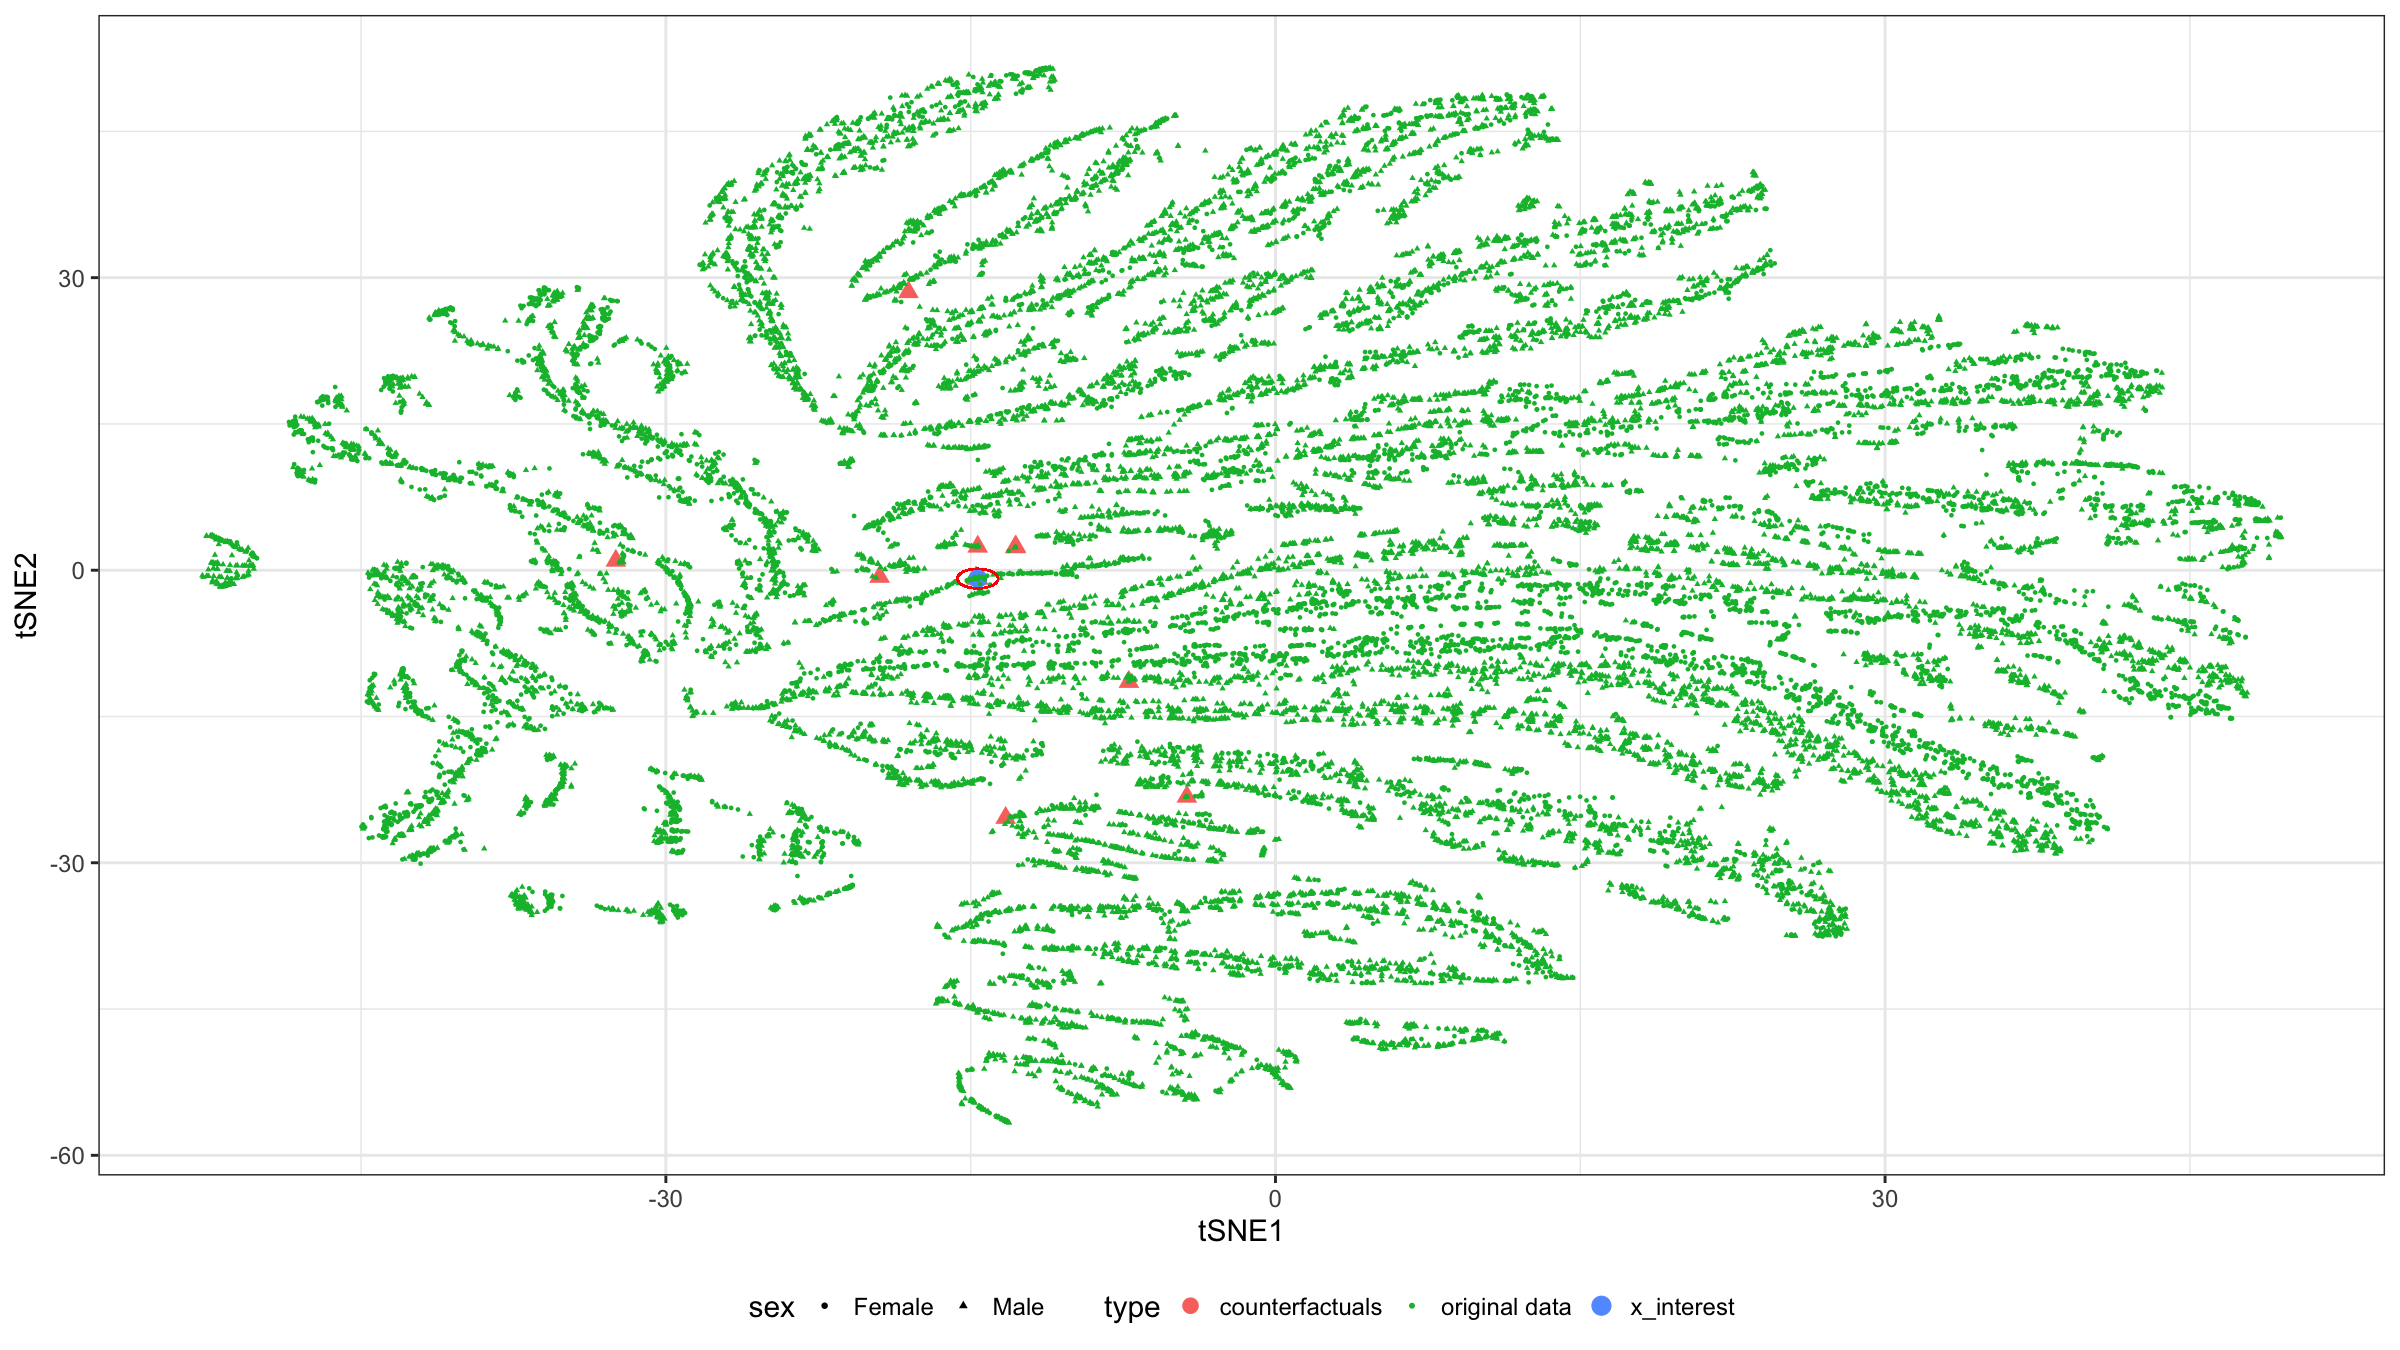 30
0
-30
-60
tSNE2
-30 0 30
tSNE1
sex Female Male type counterfactuals original data x_interest